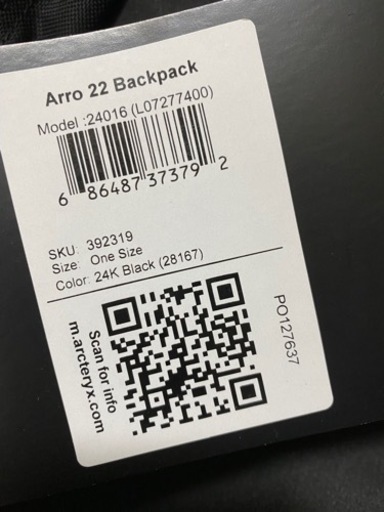 Arro 22 Backpack
Model :24016 (L07277400)
6 86487 37379 2
SKU: 392319
Size: One Size
Color: 24K Black (28167)
Scan for info
m.arcteryx.com
PO127637